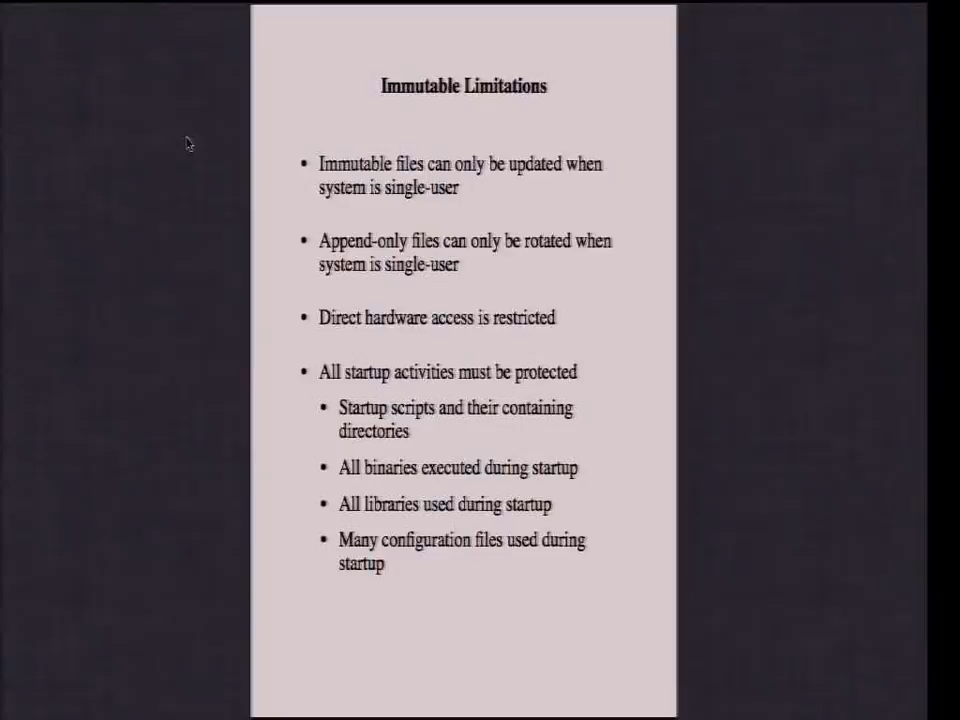 Immutable Limitations
• Immutable files can only be updated when
system is single-user
• Append-only files can only be rotated when
system is single-user
• Direct hardware access is restricted
• All startup activities must be protected
• Startup scripts and their containing
directories
• All binaries executed during startup
• All libraries used during startup
• Many configuration files used during
startup